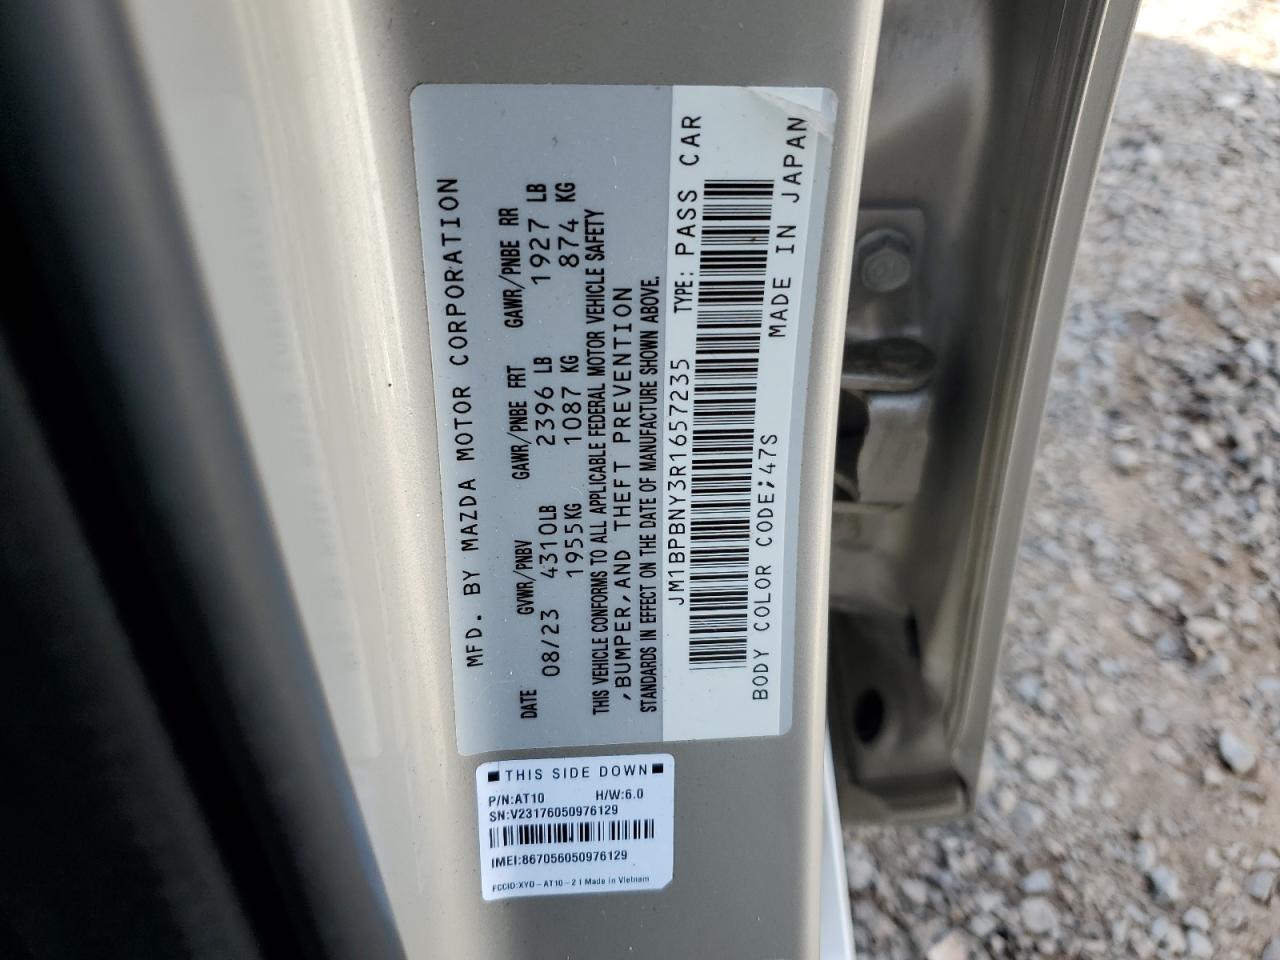 MFD. BY MAZDA MOTOR CORPORATION
DATE GVWR/PNBV GAWR/PNBE FRT GAWR/PNBE RR
08/23 4310LB 2396 LB 1927 LB
1955KG 1087 KG 874 KG
THIS VEHICLE CONFORMS TO ALL APPLICABLE FEDERAL MOTOR VEHICLE SAFETY
,BUMPER,AND THEFT PREVENTION
STANDARDS IN EFFECT ON THE DATE OF MANUFACTURE SHOWN ABOVE.
JM1BPBNY3R1657235 TYPE: PASS CAR
BODY COLOR CODE;47S MADE IN JAPAN
THIS SIDE DOWN
P/N:AT10 H/W:6.0
SN:V23176050976129
IMEI:867056050976129
FCCID:XYO-AT10-2 I Made in Vietnam